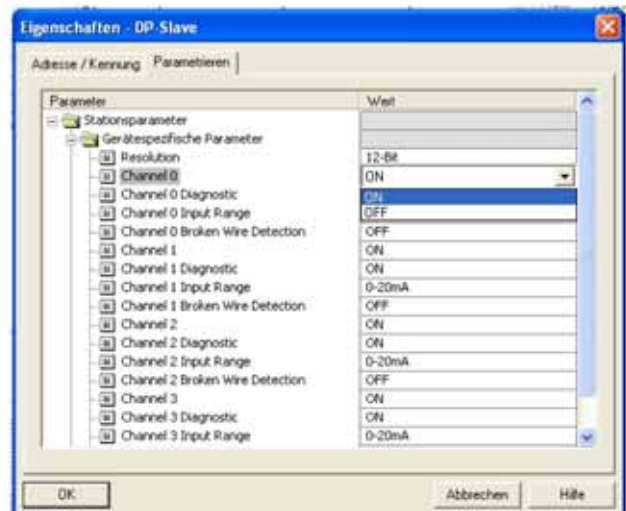 Eigenschaften - DP-Slave
Adresse / Kennung Parametrieren
Parameter Wert
Stationsparameter
Gerätespezifische Parameter
Resolution 12-Bit
Channel 0 ON
Channel 0 Diagnostic ON
Channel 0 Input Range OFF
Channel 0 Broken Wire Detection OFF
Channel 1 ON
Channel 1 Diagnostic ON
Channel 1 Input Range 0-20mA
Channel 1 Broken Wire Detection OFF
Channel 2 ON
Channel 2 Diagnostic ON
Channel 2 Input Range 0-20mA
Channel 2 Broken Wire Detection OFF
Channel 3 ON
Channel 3 Diagnostic ON
Channel 3 Input Range 0-20mA
OK Abbrechen Hilfe